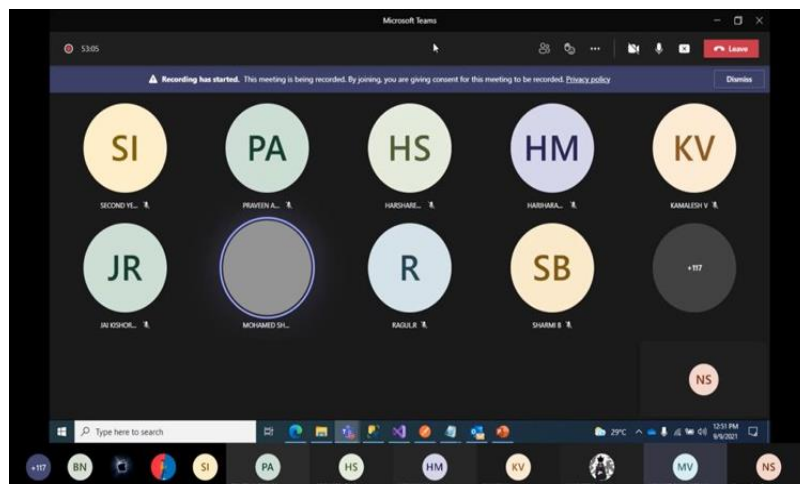 Microsoft Teams
53:05
Leave
Recording has started. This meeting is being recorded. By joining, you are giving consent for this meeting to be recorded. Privacy policy
Dismiss
SI PA HS HM KV
SECOND YE... PRAVEEN A... HARSHARE... HARIHARA... KAMALESH V
JR R SB +117
JAI KISHOR... MOHAMED SH... RAGUL.R SHARMI B
NS
Type here to search
29°C
12:51 PM
9/9/2021
+117 BN SI PA HS HM KV MV NS